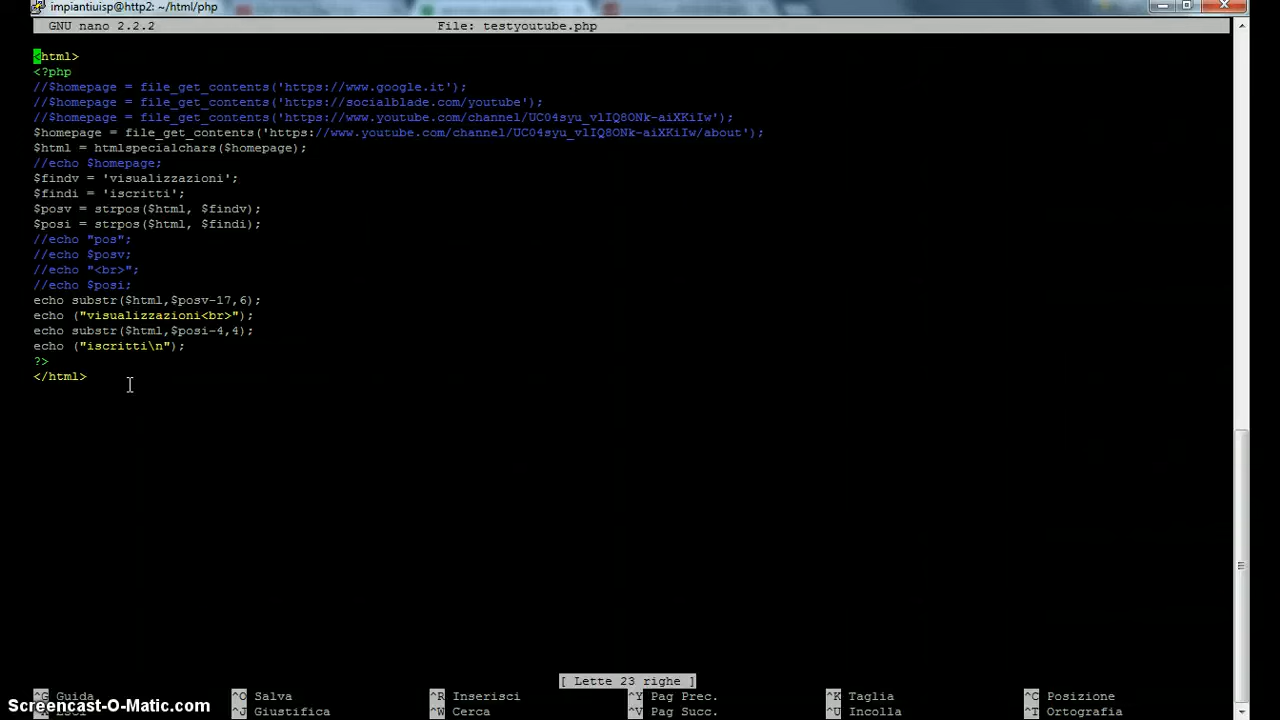 impiantiuisp@http2: ~/html/php
GNU nano 2.2.2 File: testyoutube.php
<html>
<?php
//$homepage = file_get_contents('https://www.google.it');
//$homepage = file_get_contents('https://socialblade.com/youtube');
//$homepage = file_get_contents('https://www.youtube.com/channel/UC04syu_vlIQ8ONk-aiXKiIw');
$homepage = file_get_contents('https://www.youtube.com/channel/UC04syu_vlIQ8ONk-aiXKiIw/about');
$html = htmlspecialchars($homepage);
//echo $homepage;
$findv = 'visualizzazioni';
$findi = 'iscritti';
$posv = strpos($html, $findv);
$posi = strpos($html, $findi);
//echo "pos";
//echo $posv;
//echo "<br>";
//echo $posi;
echo substr($html,$posv-17,6);
echo ("visualizzazioni<br>");
echo substr($html,$posi-4,4);
echo ("iscritti\n");
?>
</html>
[ Lette 23 righe ]
^G Guida ^O Salva ^R Inserisci ^Y Pag Prec. ^K Taglia ^C Posizione
^J Giustifica ^W Cerca ^V Pag Succ. ^U Incolla ^T Ortografia
Screencast-O-Matic.com